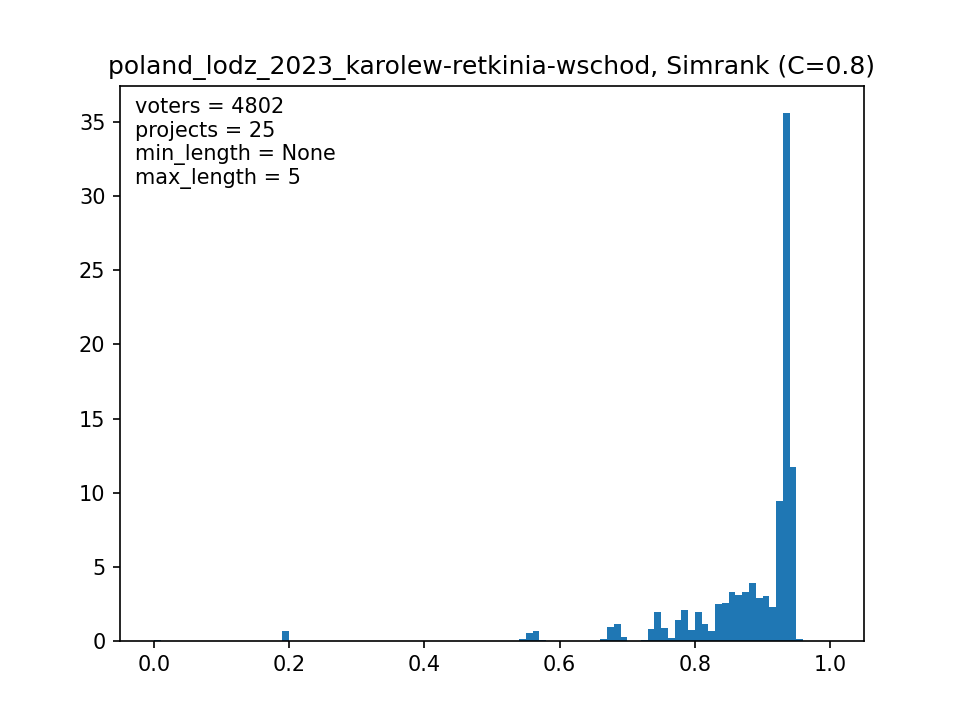 poland_lodz_2023_karolew-retkinia-wschod, Simrank (C=0.8)
voters = 4802
projects = 25
min_length = None
max_length = 5
35
30
25
20
15
10
5
0
0.0 0.2 0.4 0.6 0.8 1.0